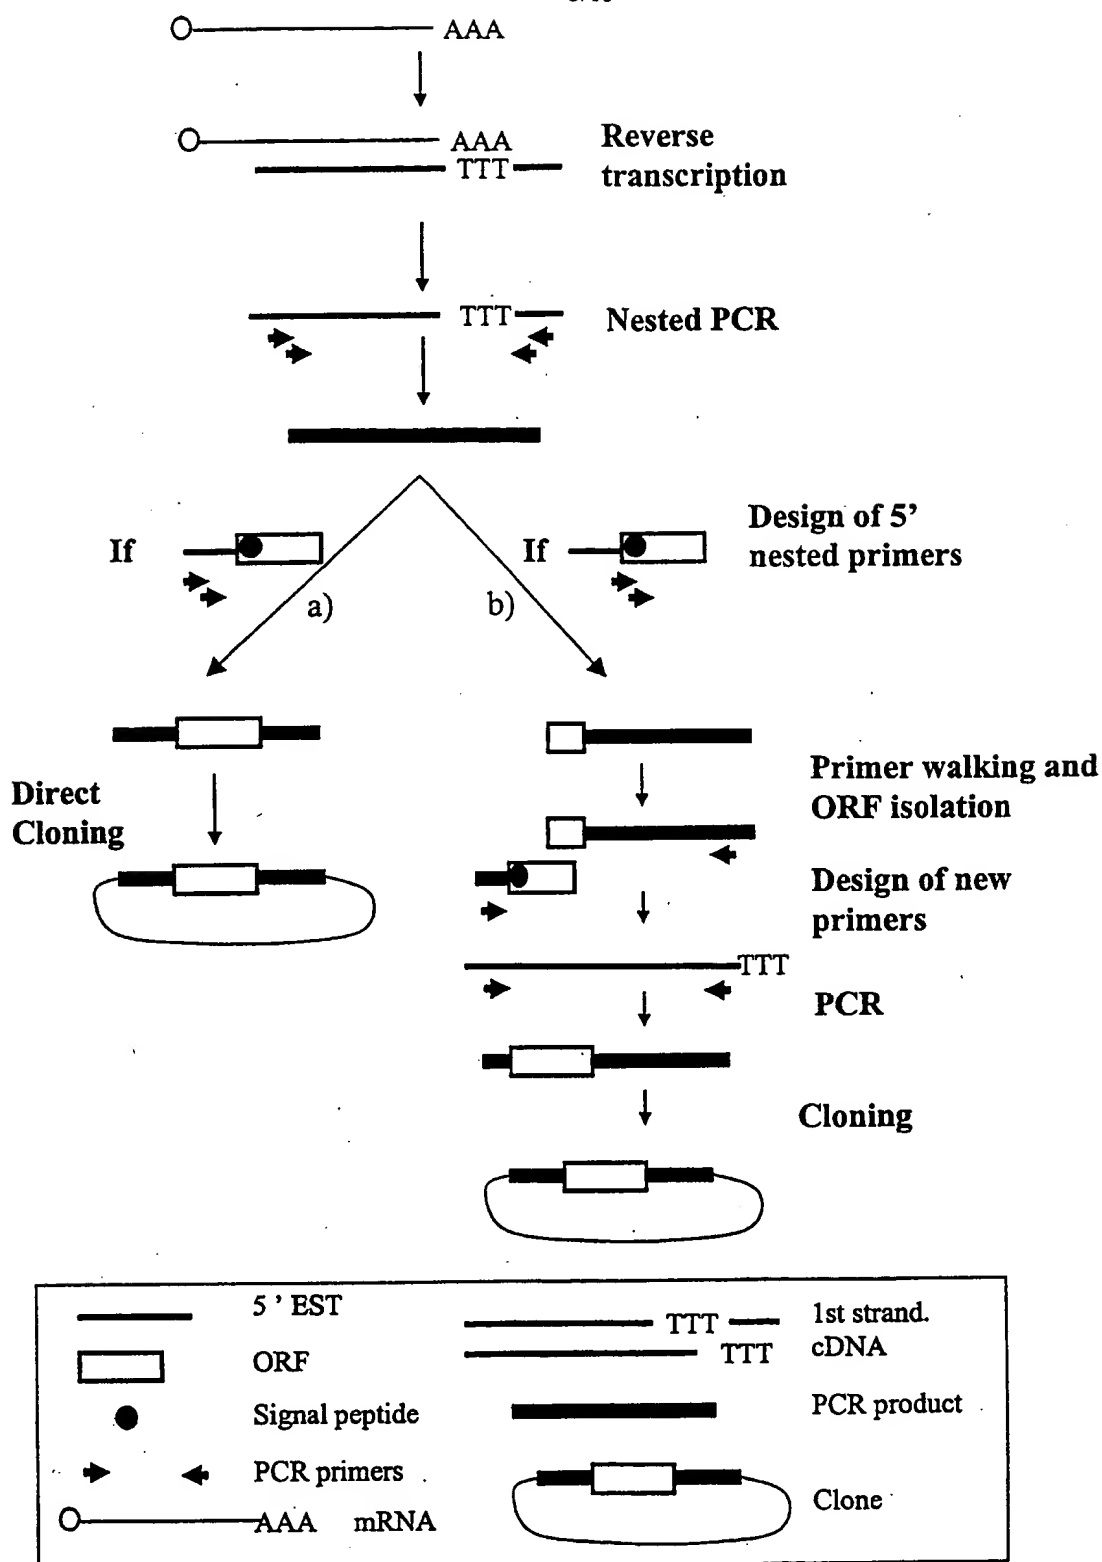 AAA
AAA
TTT
Reverse
transcription
TTT
Nested PCR
Design of 5'
nested primers
If
If
a)
b)
Direct
Cloning
Primer walking and
ORF isolation
Design of new
primers
TTT
PCR
Cloning
5 ' EST
ORF
Signal peptide
PCR primers
AAA mRNA
TTT
TTT
1st strand.
cDNA
PCR product
Clone